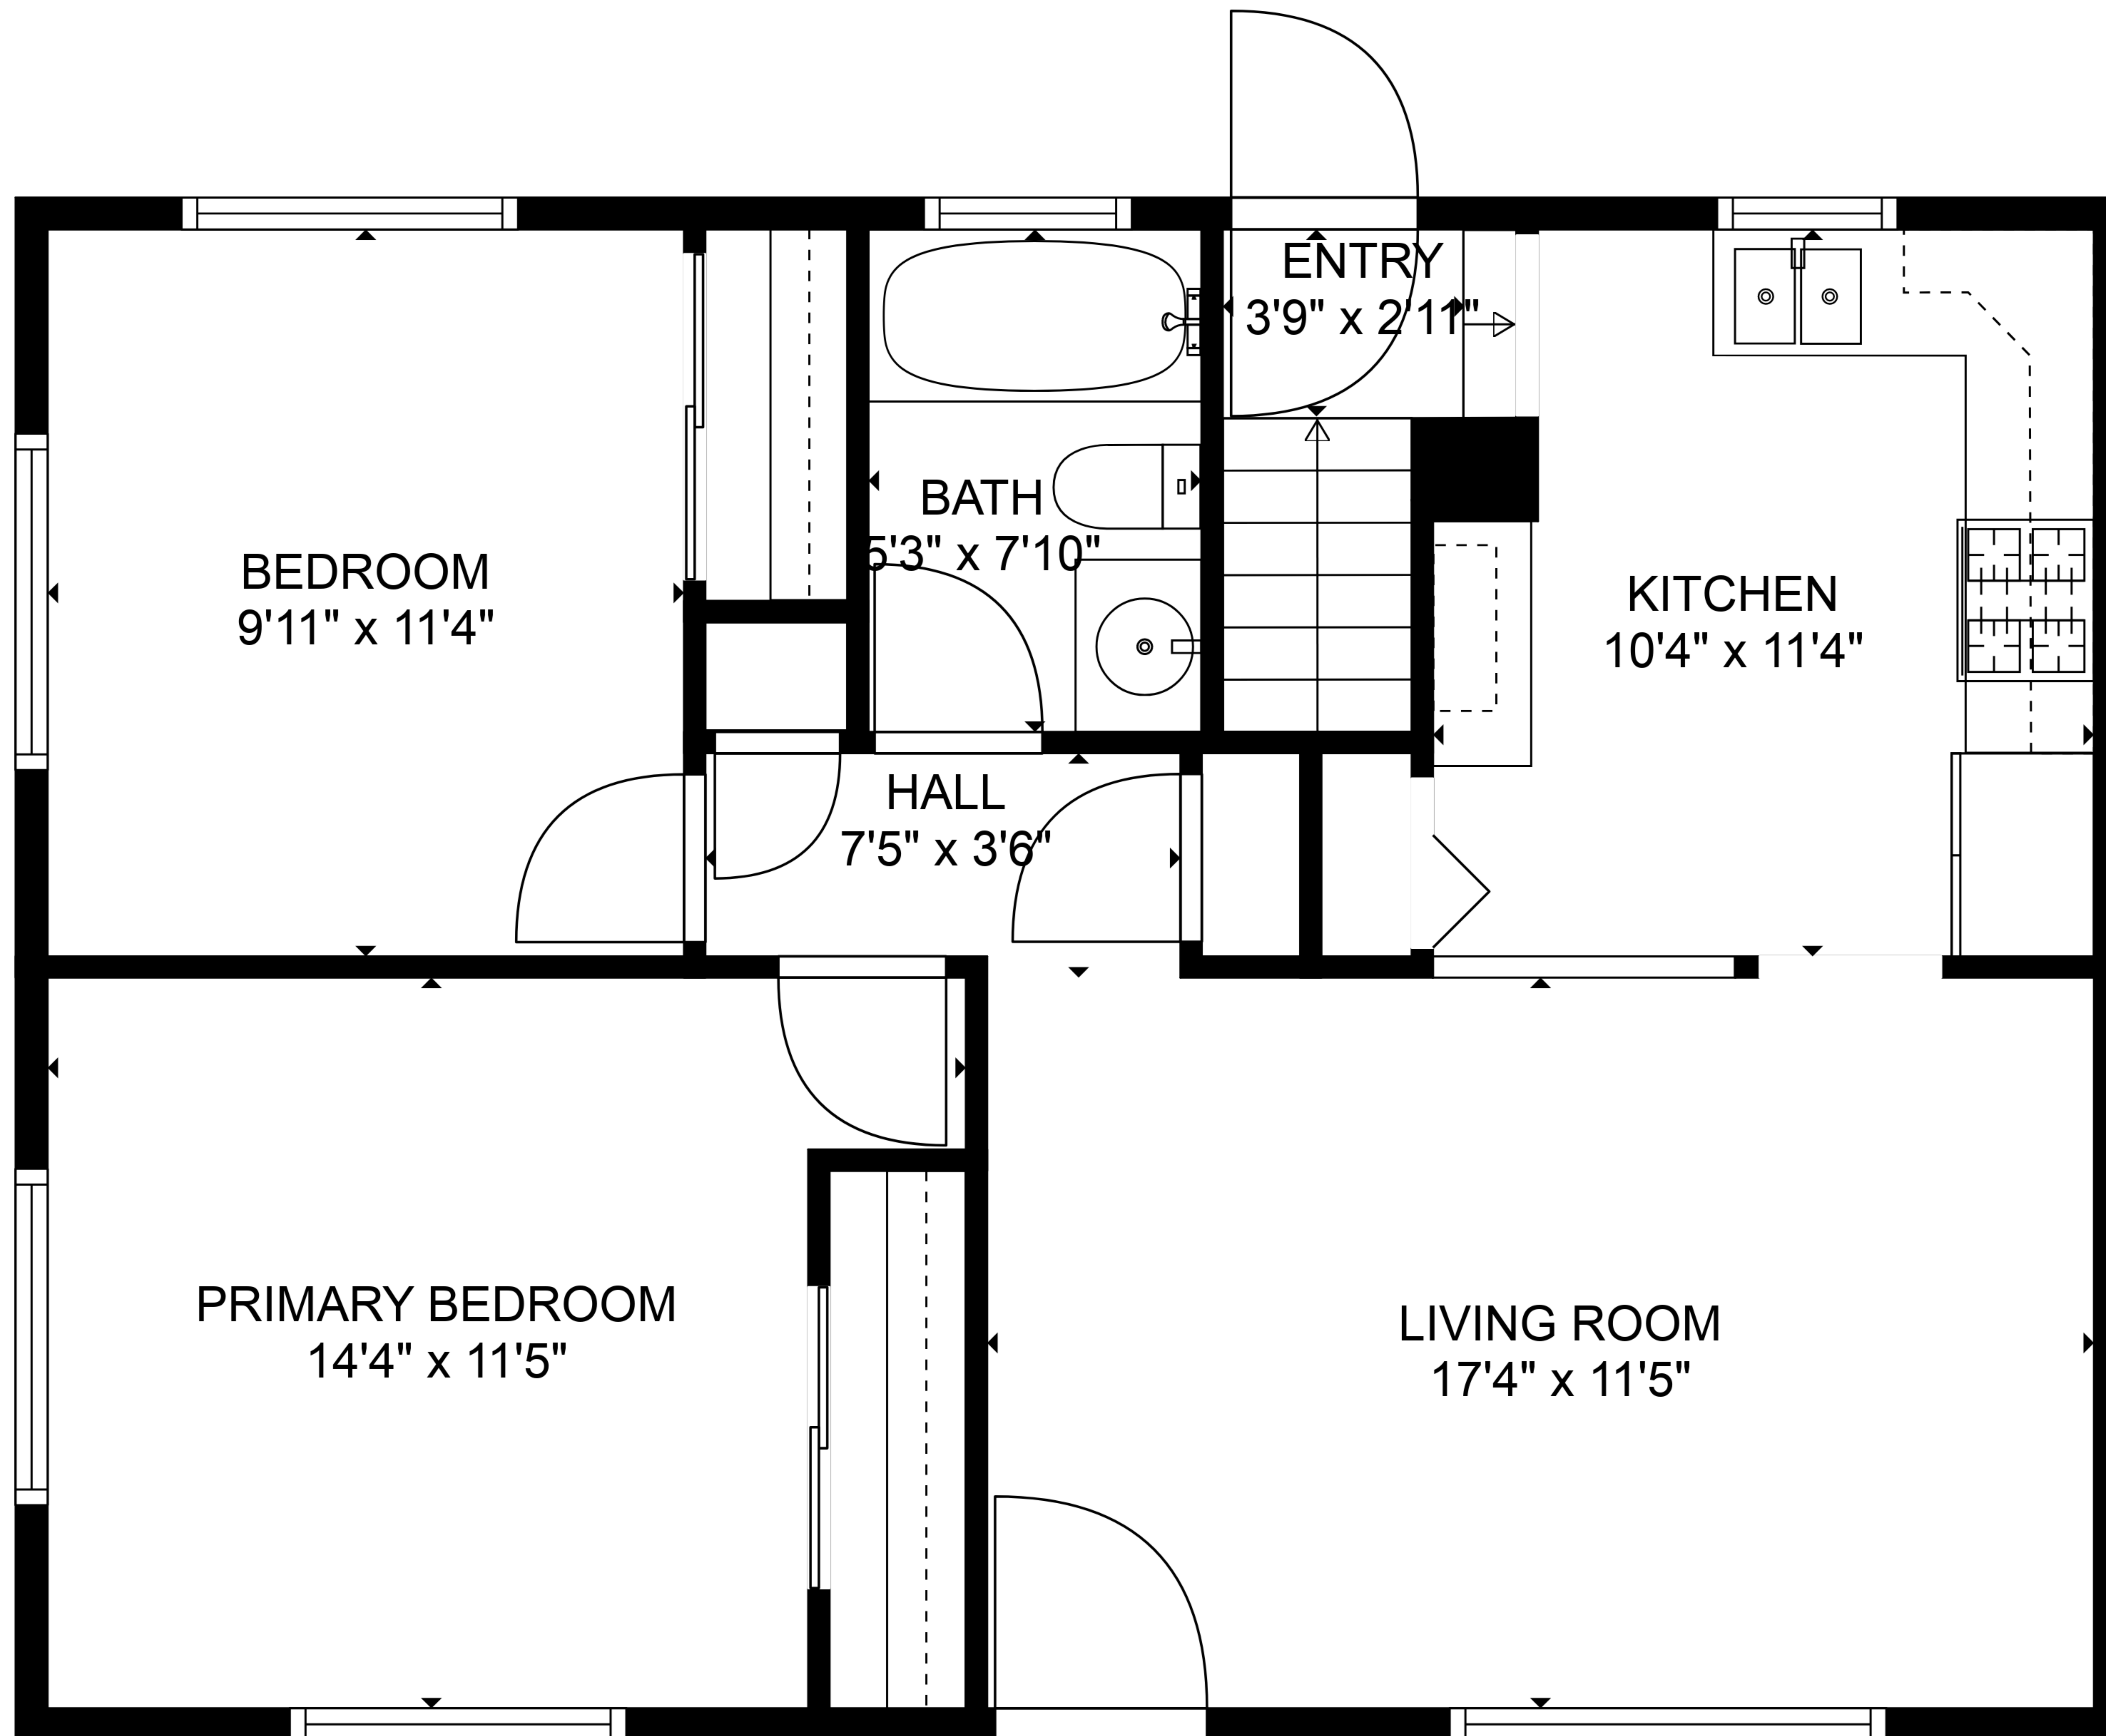 ENTRY
3'9" x 2'11"
BATH
5'3" x 7'10"
BEDROOM
9'11" x 11'4"
KITCHEN
10'4" x 11'4"
HALL
7'5" x 3'6"
PRIMARY BEDROOM
14'4" x 11'5"
LIVING ROOM
17'4" x 11'5"